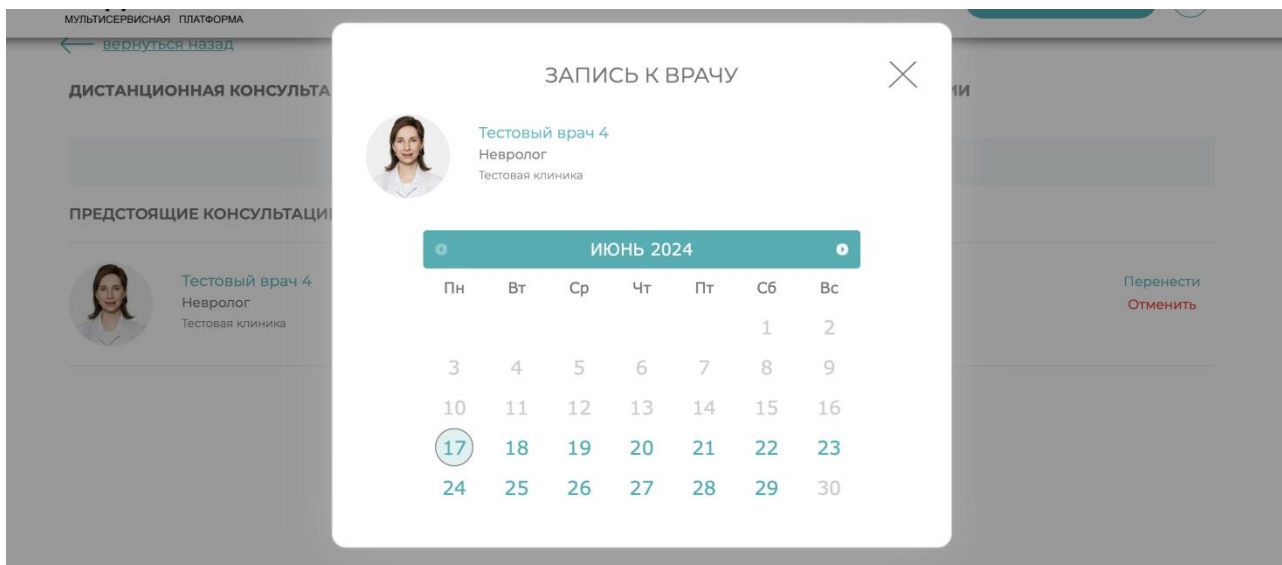 МУЛЬТИСЕРВИСНАЯ ПЛАТФОРМА
вернуться назад
ДИСТАНЦИОННАЯ КОНСУЛЬТА
ИИ
ПРЕДСТОЯЩИЕ КОНСУЛЬТАЦИ
Тестовый врач 4
Невролог
Тестовая клиника
Перенести
Отменить
ЗАПИСЬ К ВРАЧУ
Тестовый врач 4
Невролог
Тестовая клиника
ИЮНЬ 2024
Пн Вт Ср Чт Пт Сб Вс
1 2
3 4 5 6 7 8 9
10 11 12 13 14 15 16
17 18 19 20 21 22 23
24 25 26 27 28 29 30